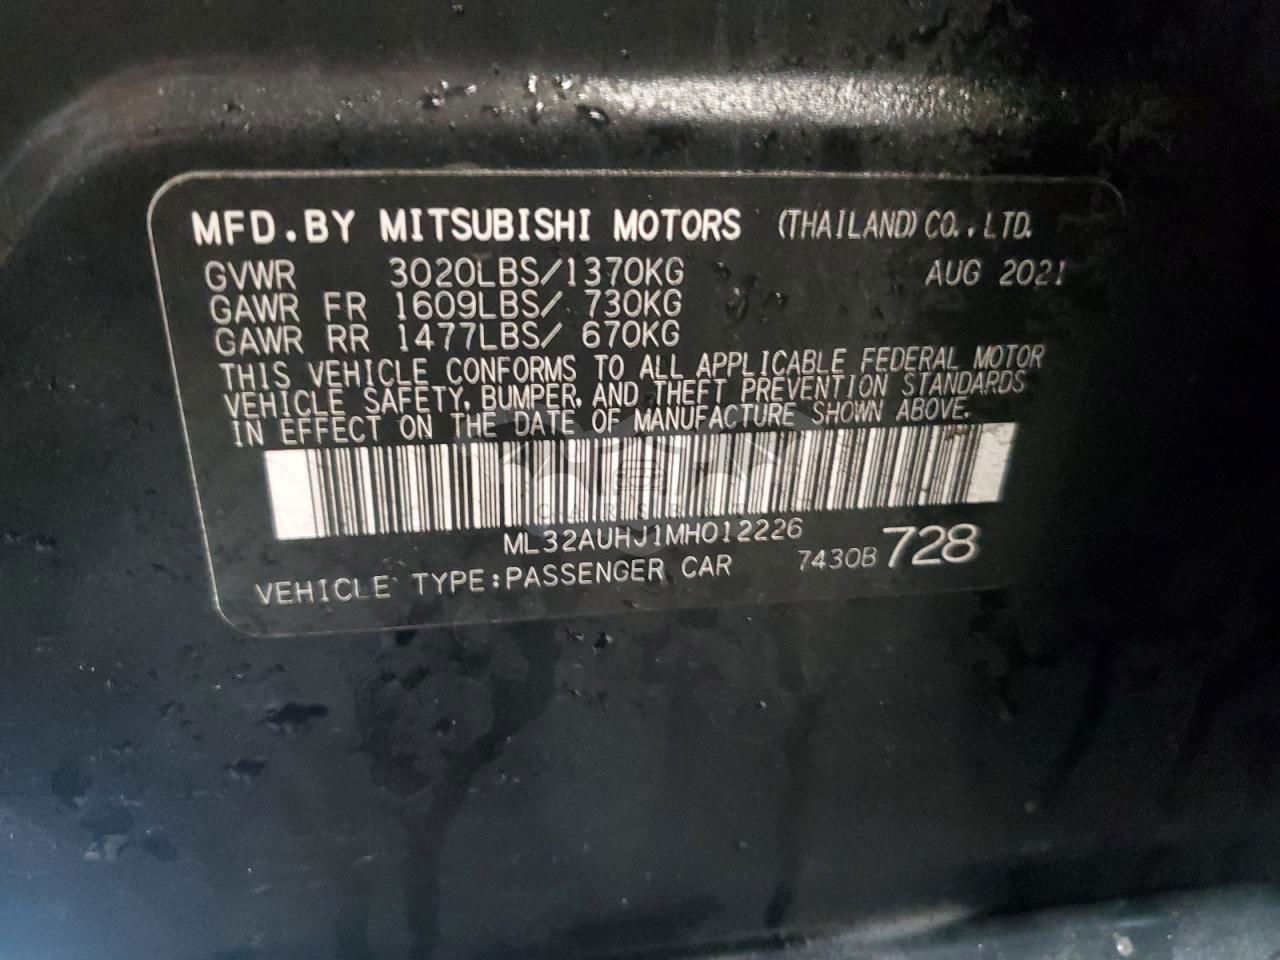 MFD.BY MITSUBISHI MOTORS (THAILAND) CO.,LTD.
GVWR 3020LBS/1370KG AUG 2021
GAWR FR 1609LBS/ 730KG
GAWR RR 1477LBS/ 670KG
THIS VEHICLE CONFORMS TO ALL APPLICABLE FEDERAL MOTOR
VEHICLE SAFETY, BUMPER, AND THEFT PREVENTION STANDARDS
IN EFFECT ON THE DATE OF MANUFACTURE SHOWN ABOVE.
ML32AUHJ1MH012226
VEHICLE TYPE:PASSENGER CAR 7430B 728